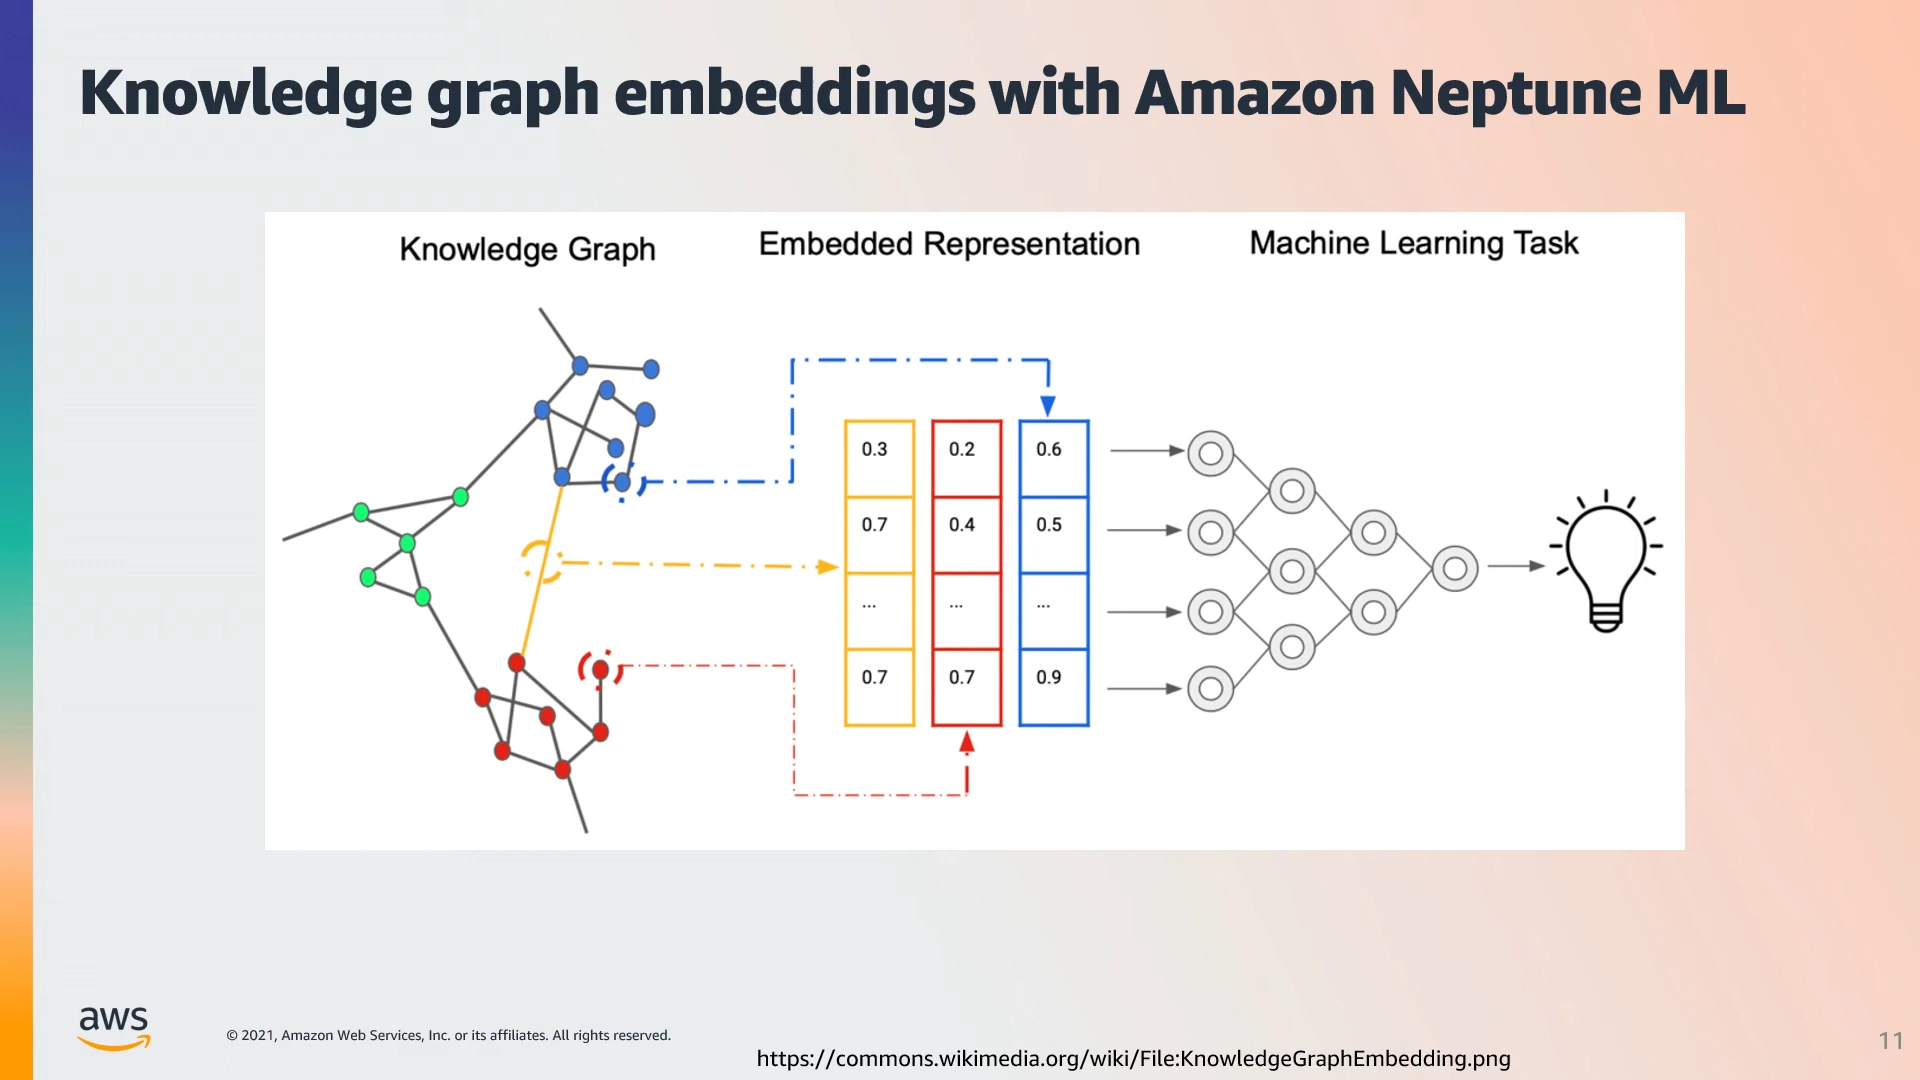 Knowledge graph embeddings with Amazon Neptune ML
Knowledge Graph
Embedded Representation
Machine Learning Task
0.3 0.2 0.6
0.7 0.4 0.5
... ... ...
0.7 0.7 0.9
aws
© 2021, Amazon Web Services, Inc. or its affiliates. All rights reserved.
https://commons.wikimedia.org/wiki/File:KnowledgeGraphEmbedding.png
11